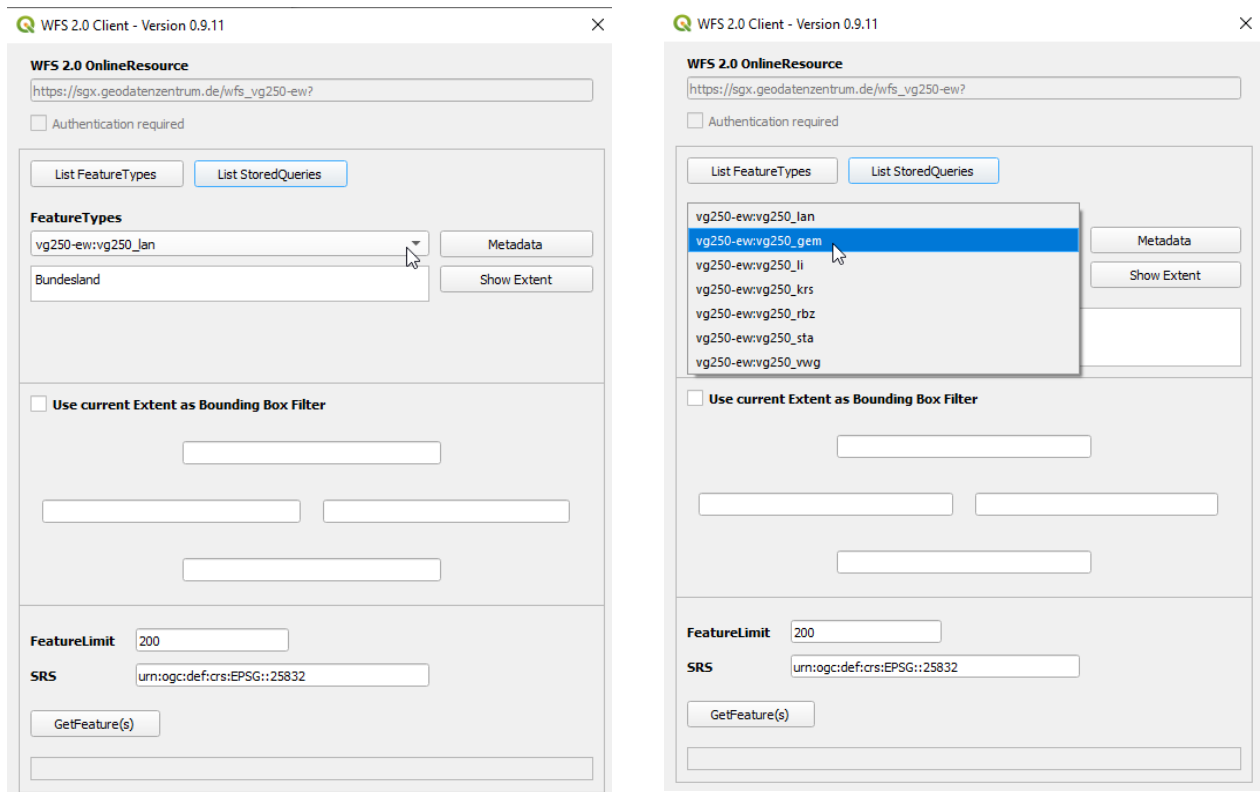 WFS 2.0 Client - Version 0.9.11
WFS 2.0 OnlineResource
https://sgx.geodatenzentrum.de/wfs_vg250-ew?
Authentication required
List FeatureTypes
List StoredQueries
FeatureTypes
vg250-ew:vg250_lan
Metadata
Bundesland
Show Extent
Use current Extent as Bounding Box Filter
FeatureLimit
200
SRS
urn:ogc:def:crs:EPSG::25832
GetFeature(s)
WFS 2.0 Client - Version 0.9.11
WFS 2.0 OnlineResource
https://sgx.geodatenzentrum.de/wfs_vg250-ew?
Authentication required
List FeatureTypes
List StoredQueries
vg250-ew:vg250_lan
vg250-ew:vg250_gem
vg250-ew:vg250_li
vg250-ew:vg250_krs
vg250-ew:vg250_rbz
vg250-ew:vg250_sta
vg250-ew:vg250_vwg
Metadata
Show Extent
Use current Extent as Bounding Box Filter
FeatureLimit
200
SRS
urn:ogc:def:crs:EPSG::25832
GetFeature(s)